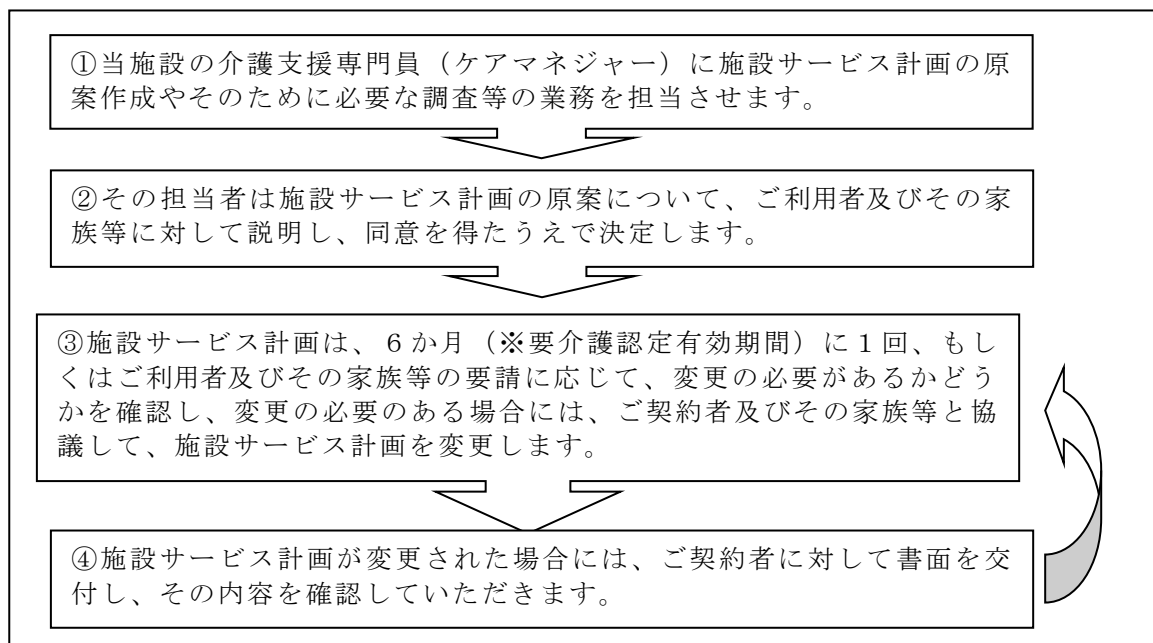 ①当施設の介護支援専門員（ケアマネジャー）に施設サービス計画の原
案作成やそのために必要な調査等の業務を担当させます。
②その担当者は施設サービス計画の原案について、ご利用者及びその家
族等に対して説明し、同意を得たうえで決定します。
③施設サービス計画は、６か月（※要介護認定有効期間）に１回、もし
くはご利用者及びその家族等の要請に応じて、変更の必要があるかどう
かを確認し、変更の必要のある場合には、ご契約者及びその家族等と協
議して、施設サービス計画を変更します。
④施設サービス計画が変更された場合には、ご契約者に対して書面を交
付し、その内容を確認していただきます。